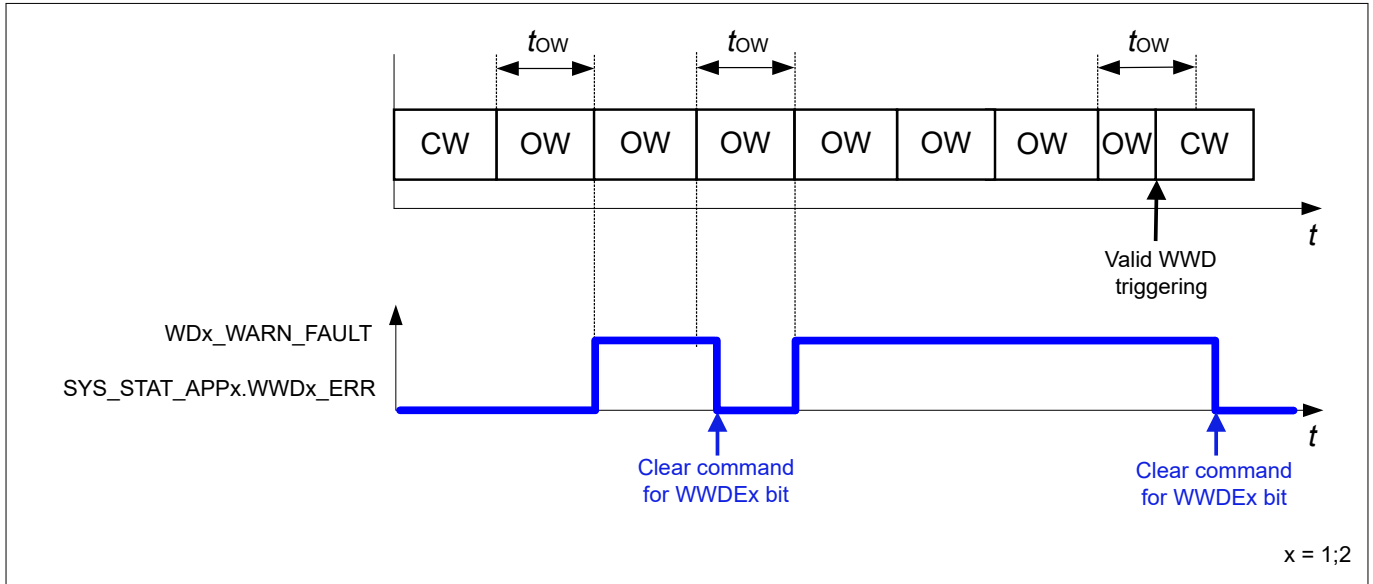 tOW
tOW
tOW
CW
OW
OW
OW
OW
OW
OW
OW
CW
t
Valid WWD
triggering
WDx_WARN_FAULT
SYS_STAT_APPx.WWDx_ERR
t
Clear command
for WWDEx bit
Clear command
for WWDEx bit
x = 1;2